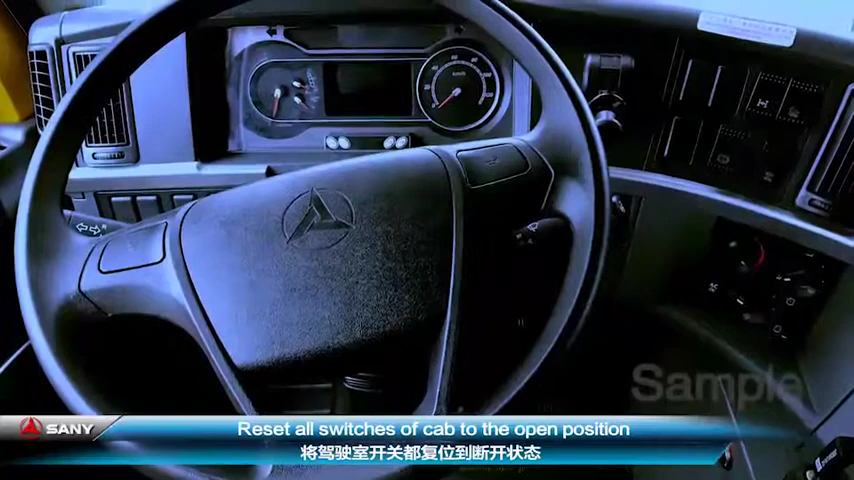 Sample
SANY
Reset all switches of cab to the open position
将驾驶室开关都复位到断开状态